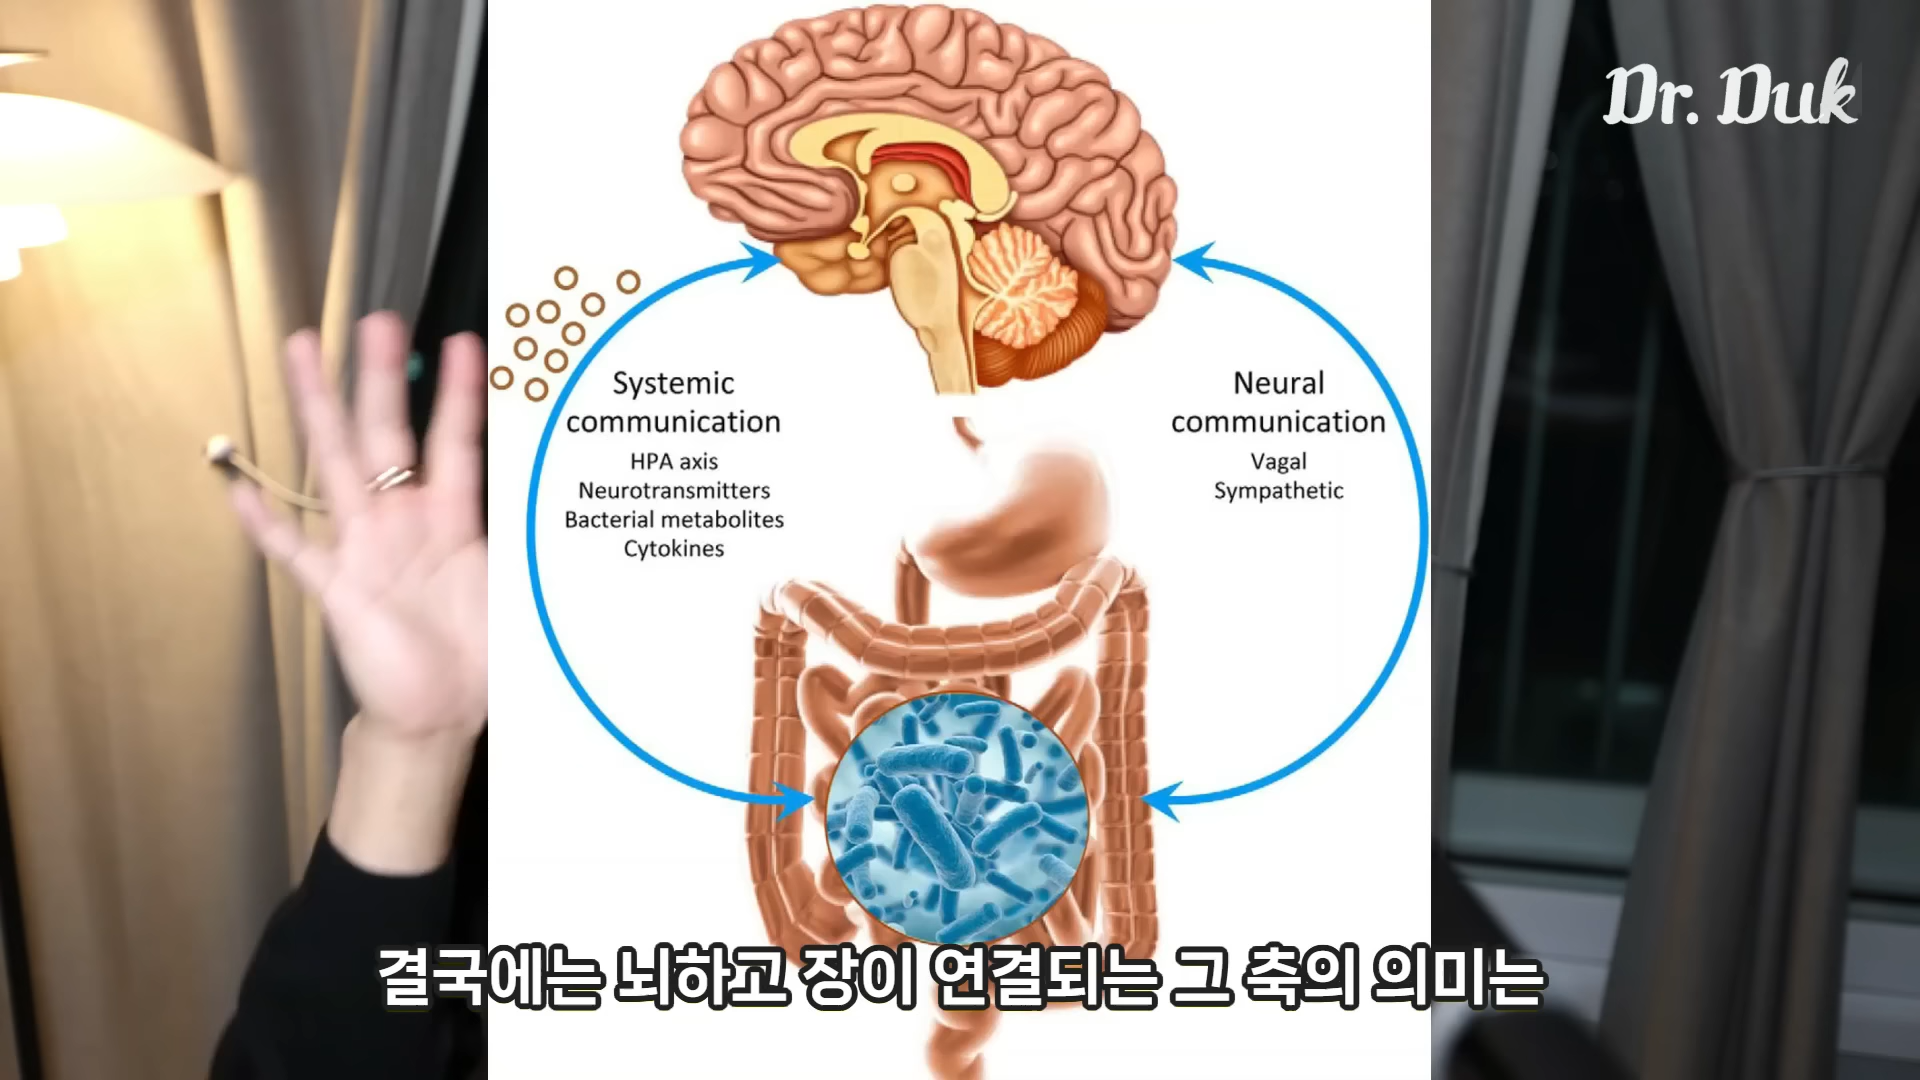 Dr. Duk
Systemic
communication
HPA axis
Neurotransmitters
Bacterial metabolites
Cytokines
Neural
communication
Vagal
Sympathetic
결국에는 뇌하고 장이 연결되는 그 축의 의미는